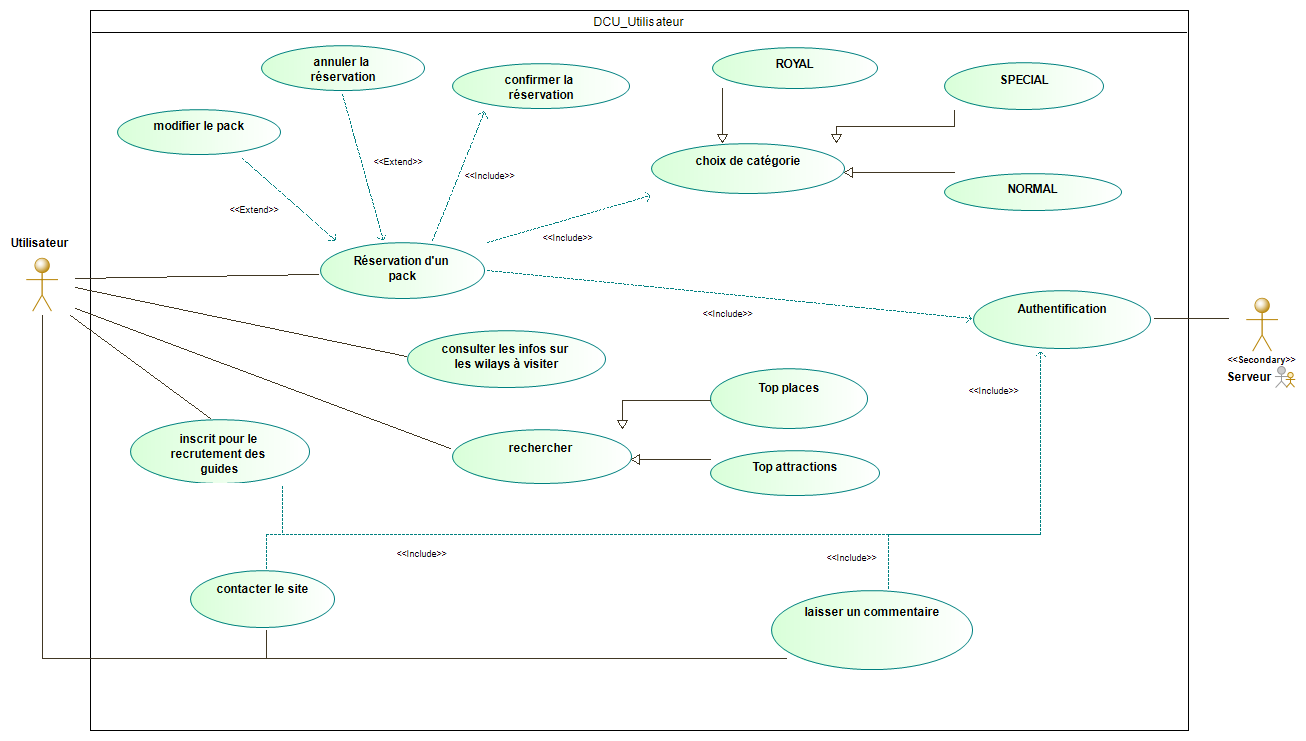 DCU_Utilisateur
annuler la
réservation
confirmer la
réservation
ROYAL
SPECIAL
modifier le pack
<<Extend>>
<<Include>>
choix de catégorie
NORMAL
<<Extend>>
<<Include>>
Utilisateur
Réservation d'un
pack
<<Include>>
Authentification
<<Secondary>>
Serveur
consulter les infos sur
les wilays à visiter
<<Include>>
Top places
inscrit pour le
recrutement des
guides
rechercher
Top attractions
<<Include>>
<<Include>>
contacter le site
laisser un commentaire